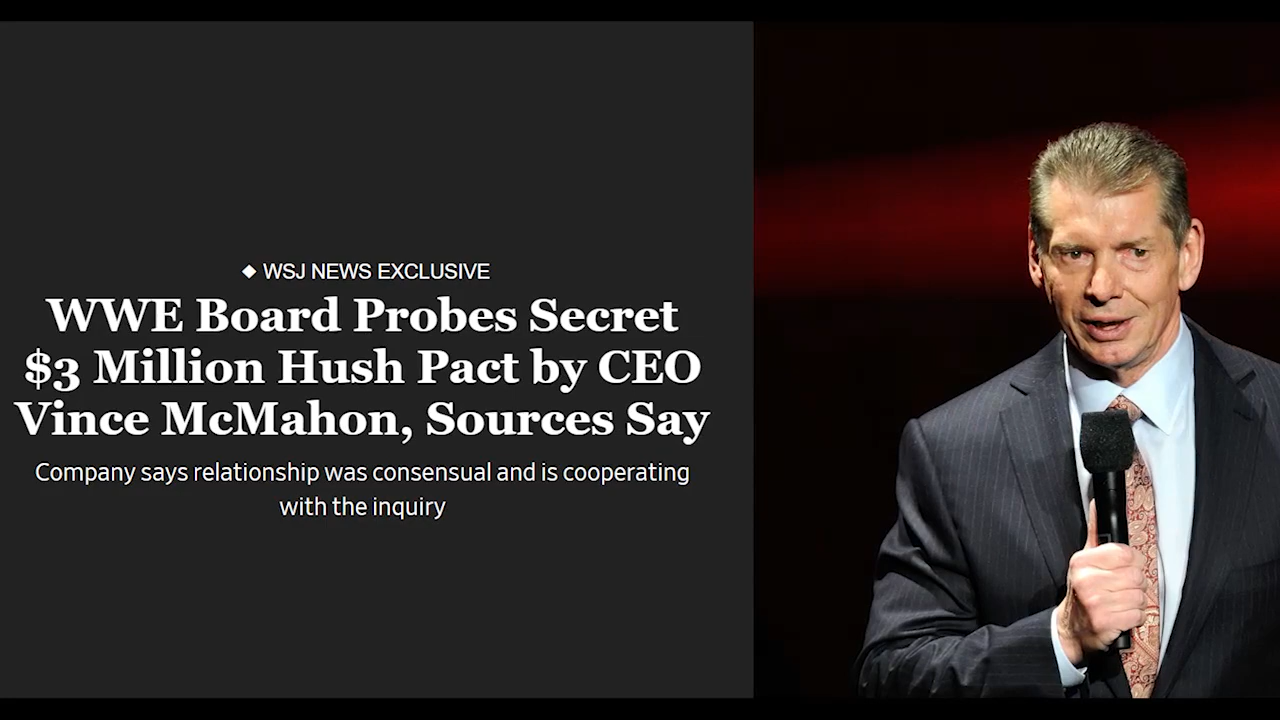 ◆ WSJ NEWS EXCLUSIVE
WWE Board Probes Secret
$3 Million Hush Pact by CEO
Vince McMahon, Sources Say
Company says relationship was consensual and is cooperating
with the inquiry